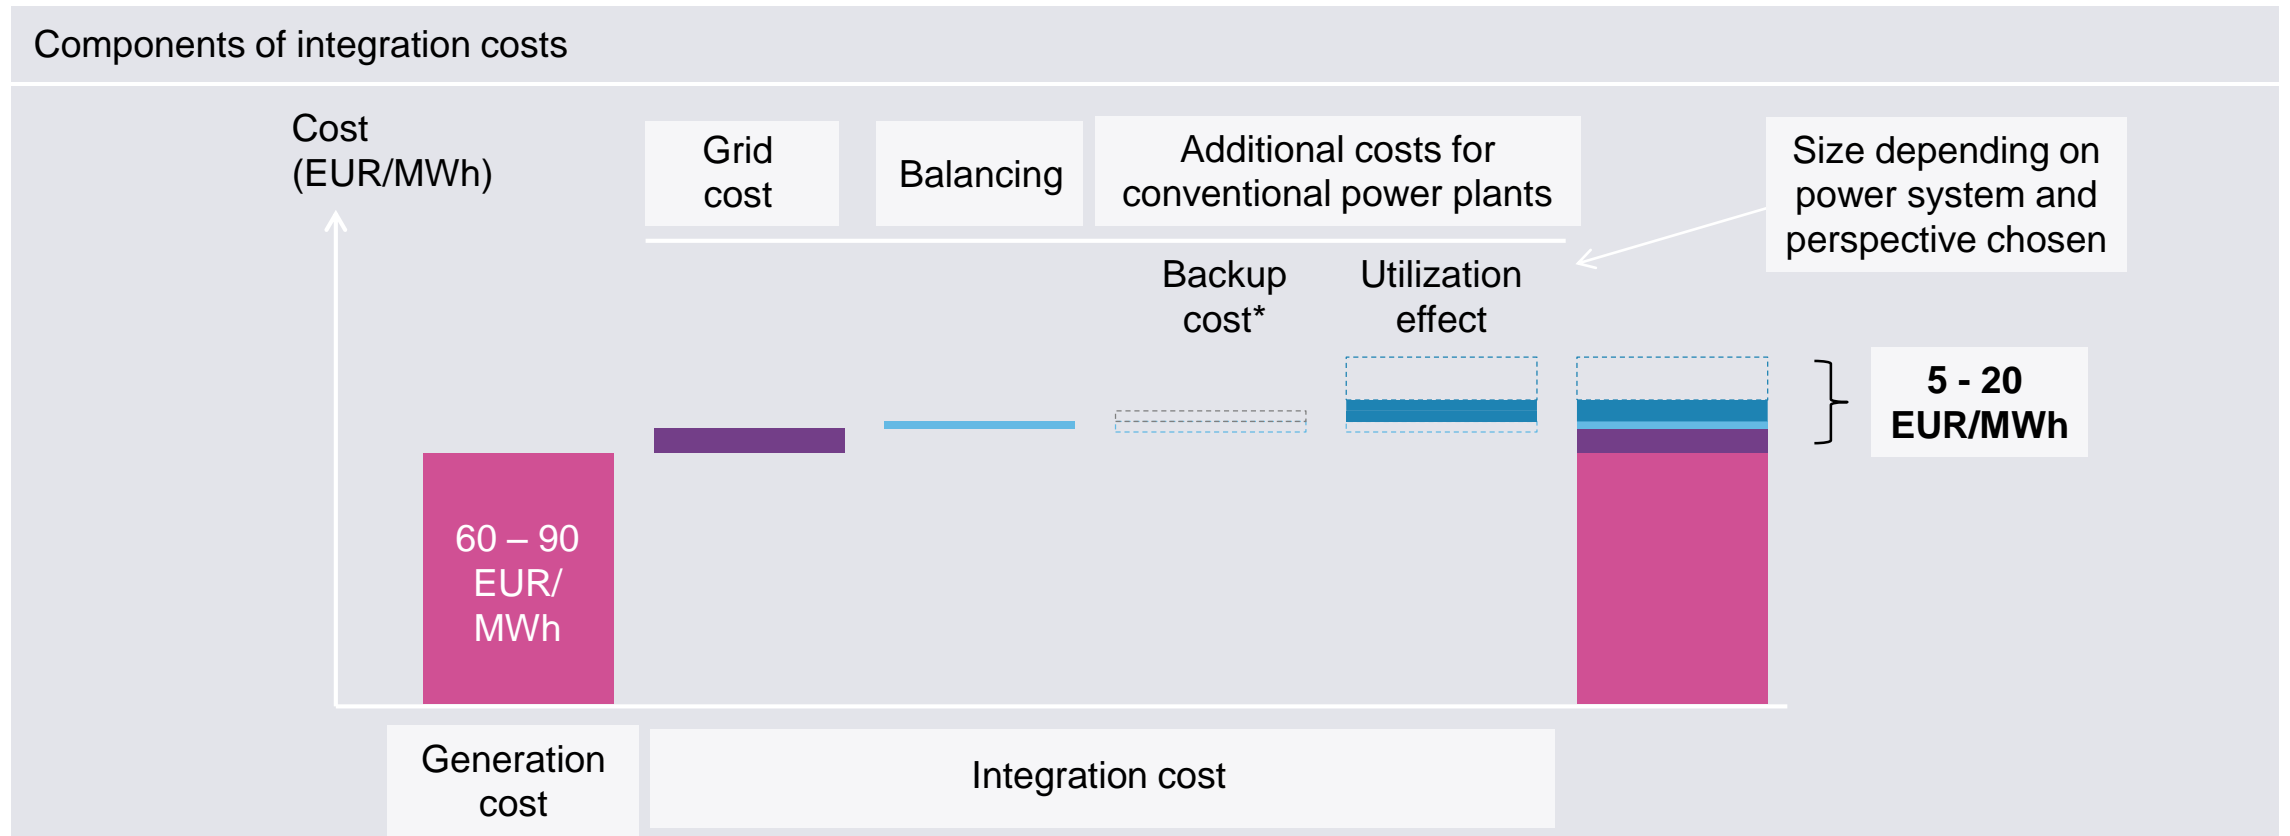 Components of integration costs
Cost
(EUR/MWh)
Grid
cost
Balancing
Additional costs for
conventional power plants
Size depending on
power system and
perspective chosen
Backup
cost*
Utilization
effect
5 - 20
EUR/MWh
60 – 90
EUR/
MWh
Generation
cost
Integration cost